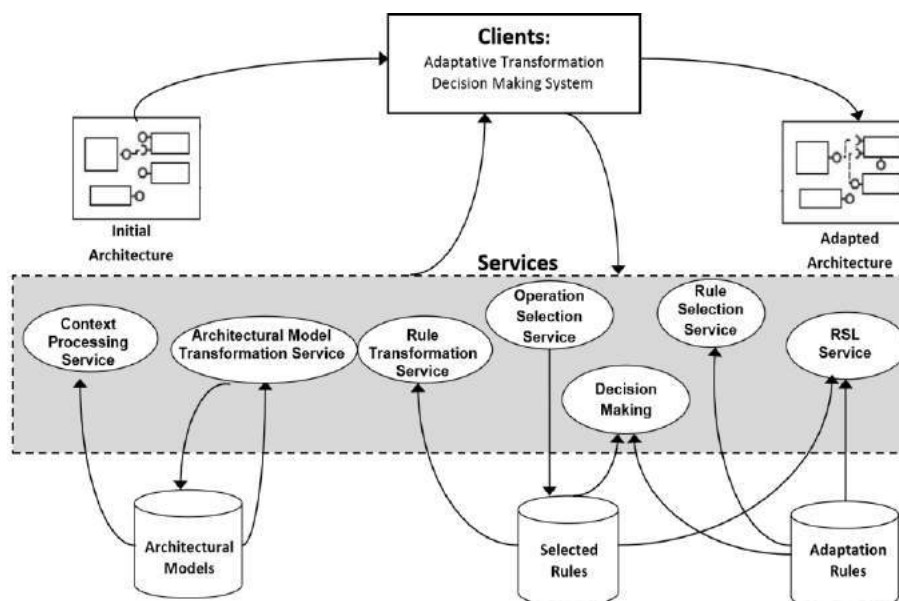 Clients:
Adaptative Transformation
Decision Making System
Initial
Architecture
Adapted
Architecture
Services
Context
Processing
Service
Architectural Model
Transformation Service
Rule
Transformation
Service
Operation
Selection
Service
Decision
Making
Rule
Selection
Service
RSL
Service
Architectural
Models
Selected
Rules
Adaptation
Rules